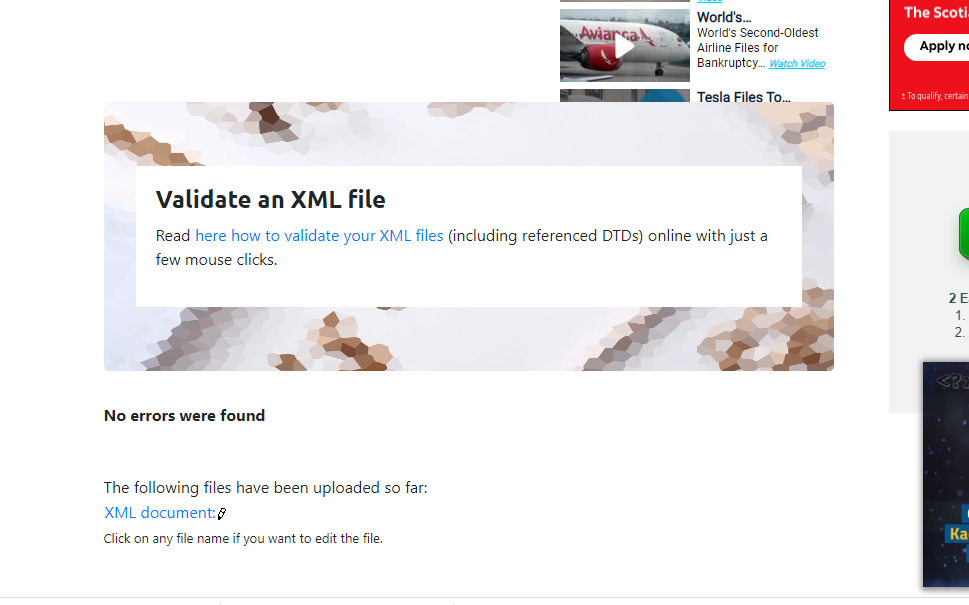 Video
World's...
World's Second-Oldest
Airline Files for
Bankruptcy... Watch Video
Avianca
Tesla Files To...
The Scotia
Apply no
± To qualify, certain
Validate an XML file
Read here how to validate your XML files (including referenced DTDs) online with just a
few mouse clicks.
2 E
1.
2.
<?x
Ka
No errors were found
The following files have been uploaded so far:
XML document:
Click on any file name if you want to edit the file.